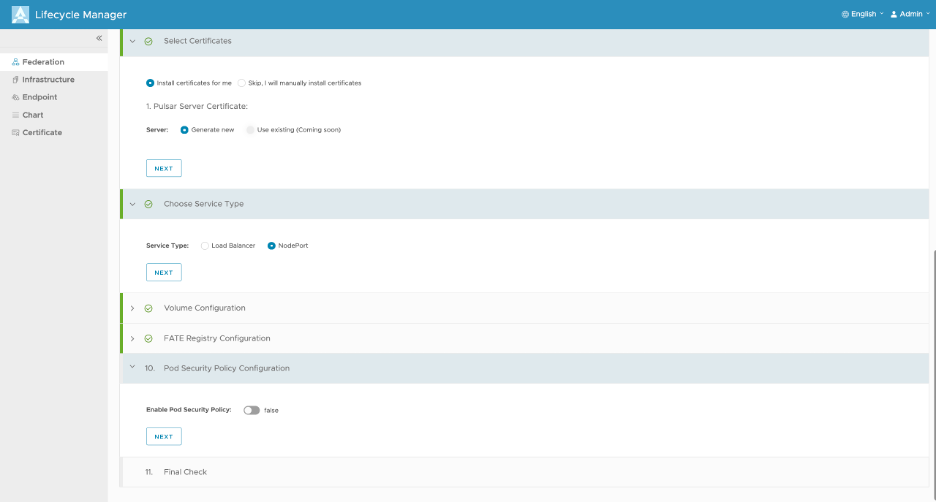 Lifecycle Manager
English
Admin
Federation
Infrastructure
Endpoint
Chart
Certificate
Select Certificates
Install certificates for me
Skip, I will manually install certificates
1. Pulsar Server Certificate:
Server: Generate new Use existing (Coming soon)
NEXT
Choose Service Type
Service Type: Load Balancer NodePort
NEXT
Volume Configuration
FATE Registry Configuration
10. Pod Security Policy Configuration
Enable Pod Security Policy: false
NEXT
11. Final Check